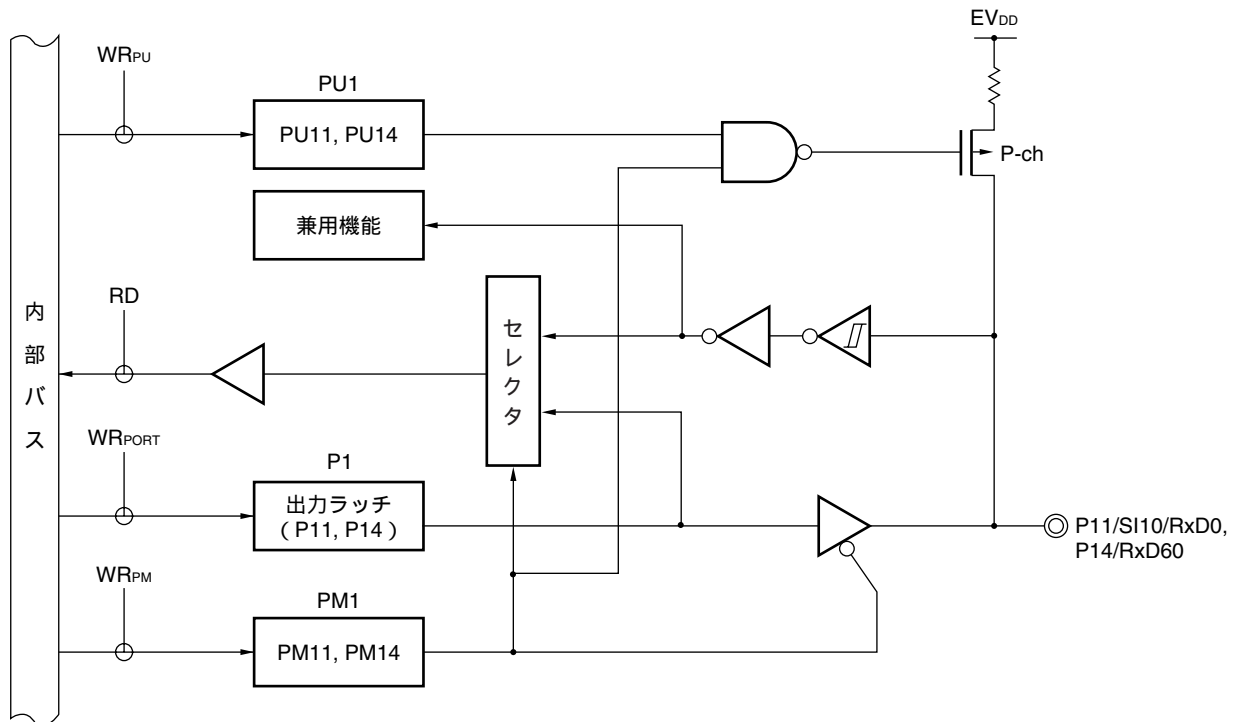 EVDD
WRPU
PU1
PU11, PU14
P-ch
兼用機能
RD
セレクタ
内部バス
WRPORT
P1
出力ラッチ
(P11, P14)
P11/SI10/RxD0,
P14/RxD60
WRPM
PM1
PM11, PM14